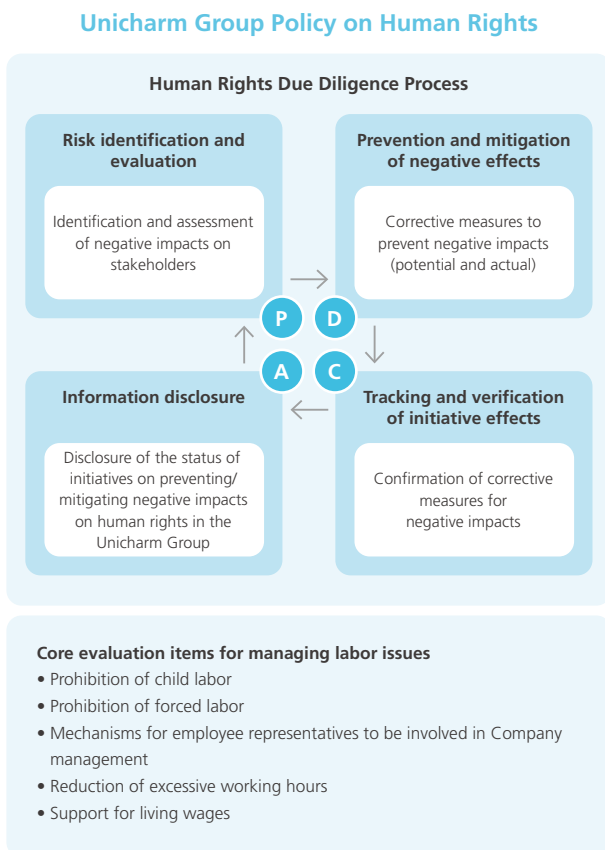 Unicharm Group Policy on Human Rights
Human Rights Due Diligence Process
Risk identification and
evaluation
Identification and assessment
of negative impacts on
stakeholders
Prevention and mitigation
of negative effects
Corrective measures to
prevent negative impacts
(potential and actual)
P
D
A
C
Information disclosure
Disclosure of the status of
initiatives on preventing/
mitigating negative impacts
on human rights in the
Unicharm Group
Tracking and verification
of initiative effects
Confirmation of corrective
measures for
negative impacts
Core evaluation items for managing labor issues
• Prohibition of child labor
• Prohibition of forced labor
• Mechanisms for employee representatives to be involved in Company
management
• Reduction of excessive working hours
• Support for living wages